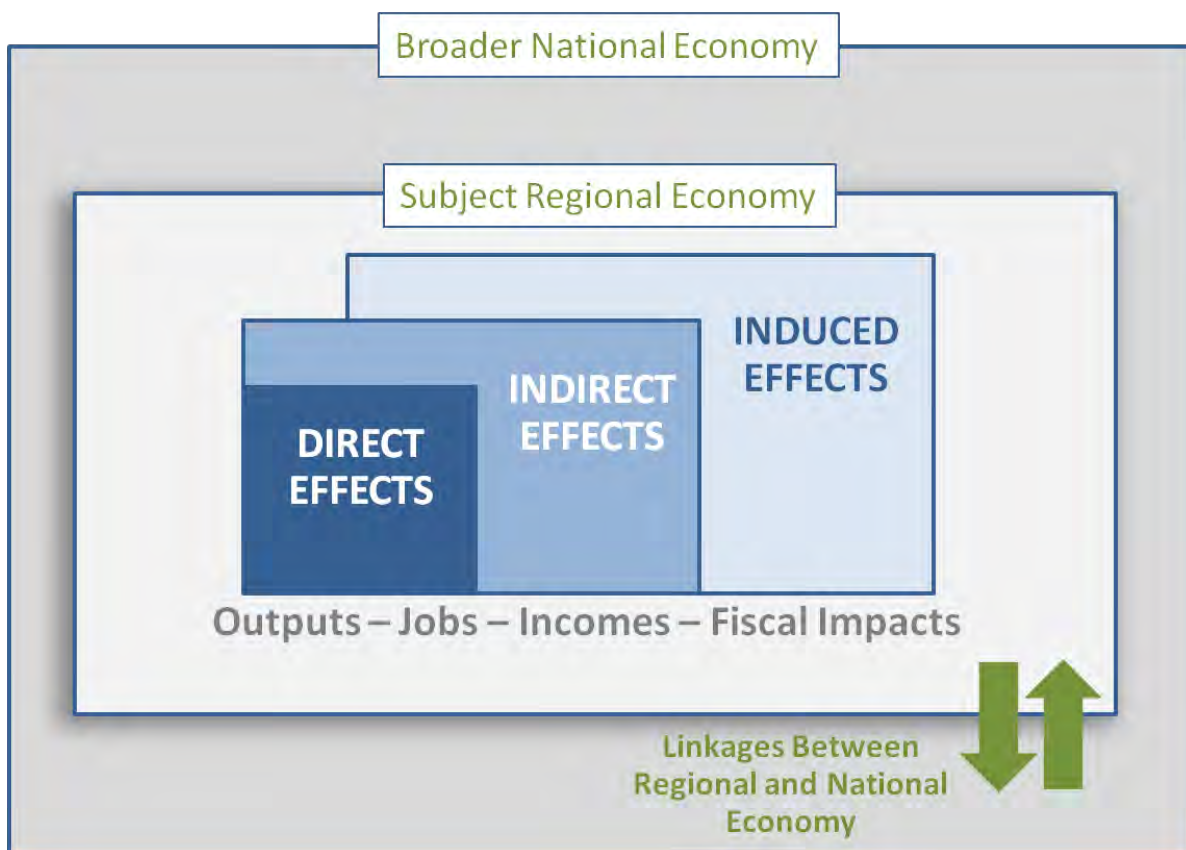 Broader National Economy
Subject Regional Economy
INDUCED
EFFECTS
INDIRECT
EFFECTS
DIRECT
EFFECTS
Outputs – Jobs – Incomes – Fiscal Impacts
Linkages Between
Regional and National
Economy